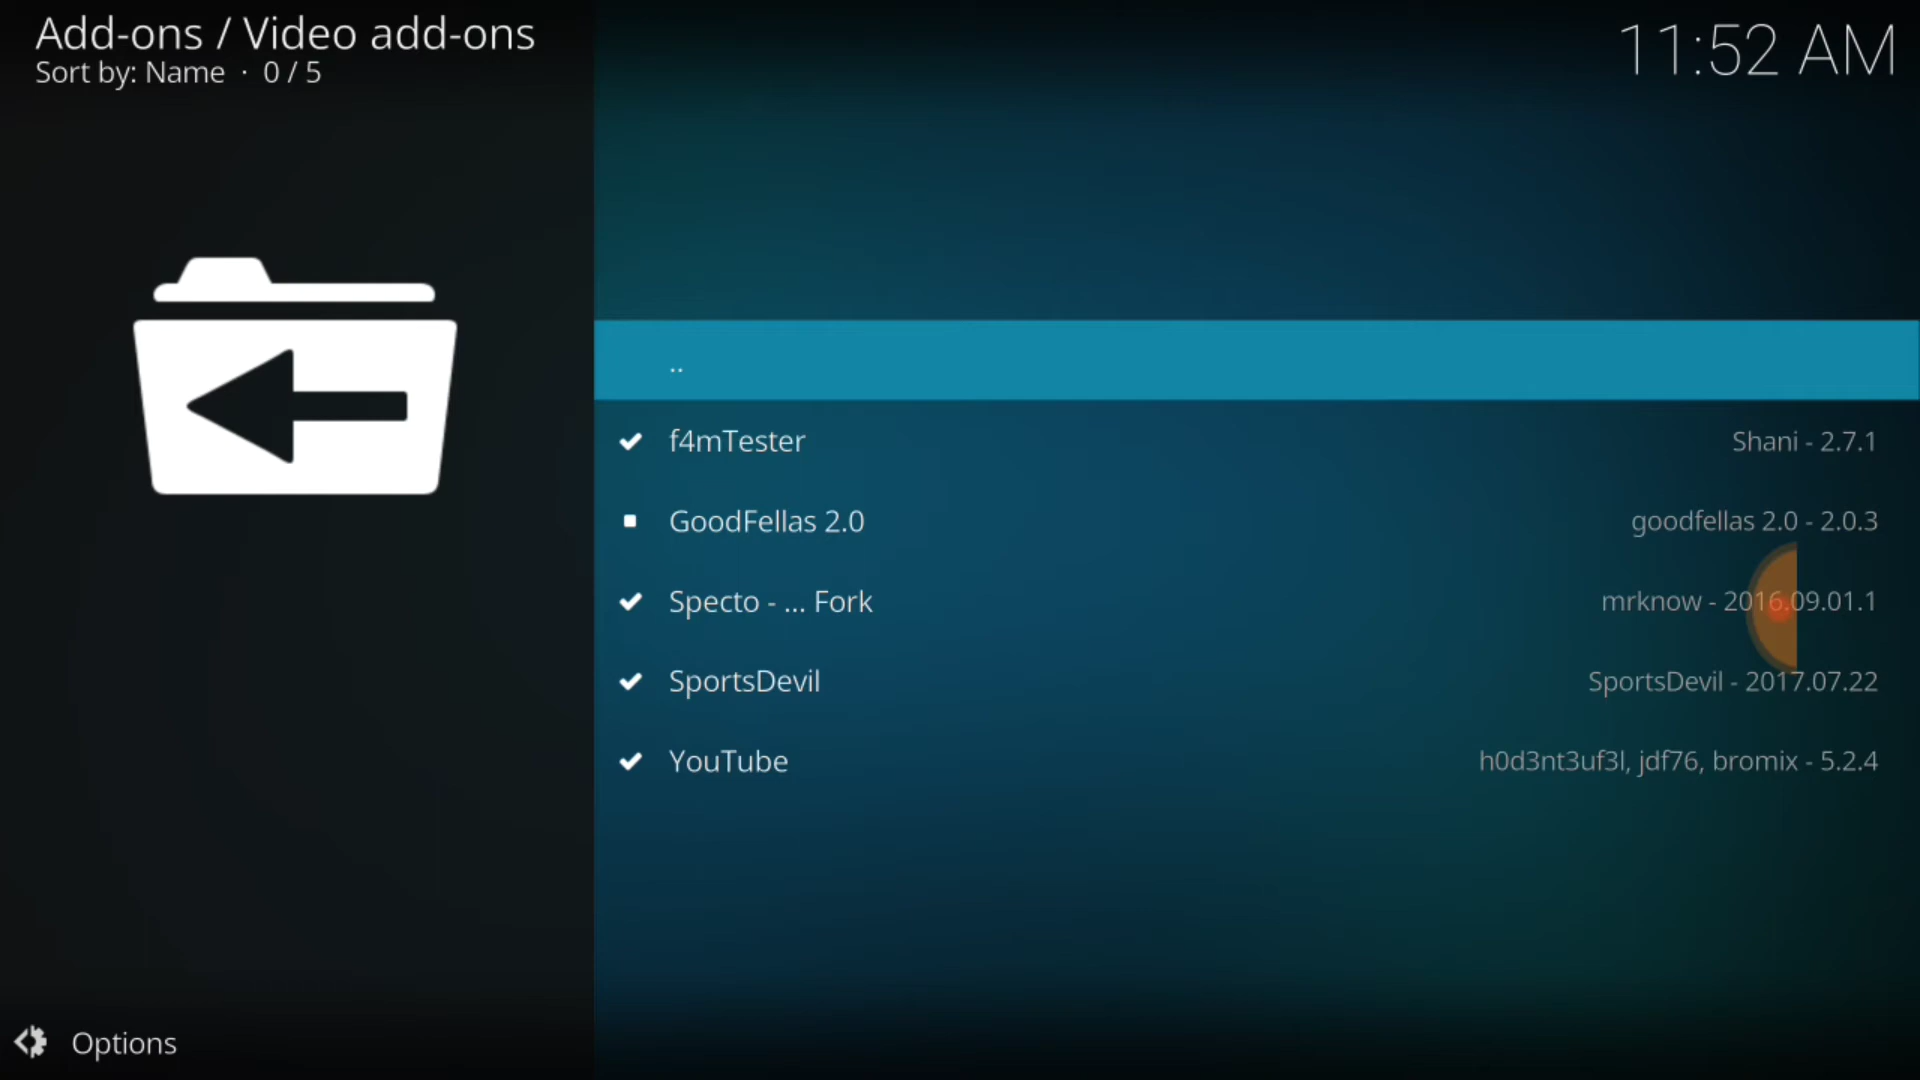 Add-ons / Video add-ons
Sort by: Name · 0 / 5
11:52 AM
..
f4mTester Shani - 2.7.1
GoodFellas 2.0 goodfellas 2.0 - 2.0.3
Specto - ... Fork mrknow - 2016.09.01.1
SportsDevil SportsDevil - 2017.07.22
YouTube h0d3nt3uf3l, jdf76, bromix - 5.2.4
Options